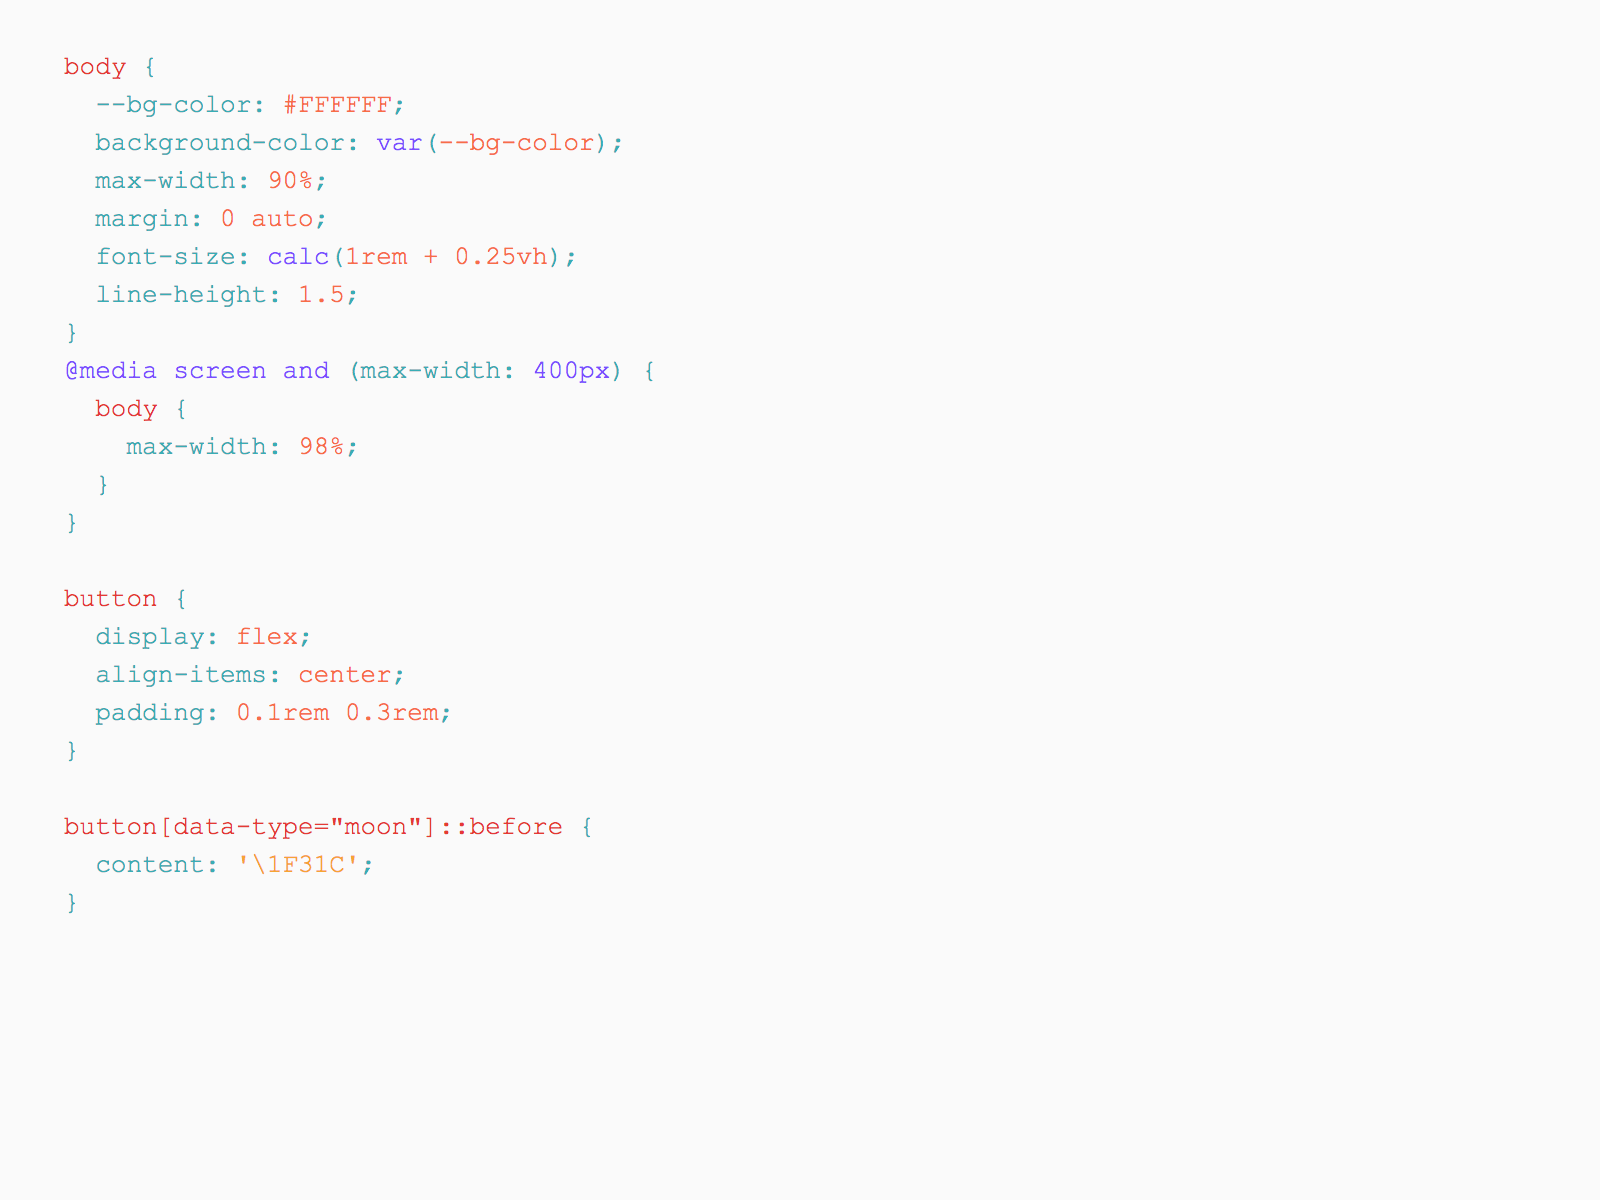 body {
  --bg-color: #FFFFFF;
  background-color: var(--bg-color);
  max-width: 90%;
  margin: 0 auto;
  font-size: calc(1rem + 0.25vh);
  line-height: 1.5;
}
@media screen and (max-width: 400px) {
  body {
    max-width: 98%;
  }
}

button {
  display: flex;
  align-items: center;
  padding: 0.1rem 0.3rem;
}

button[data-type="moon"]::before {
  content: '\1F31C';
}